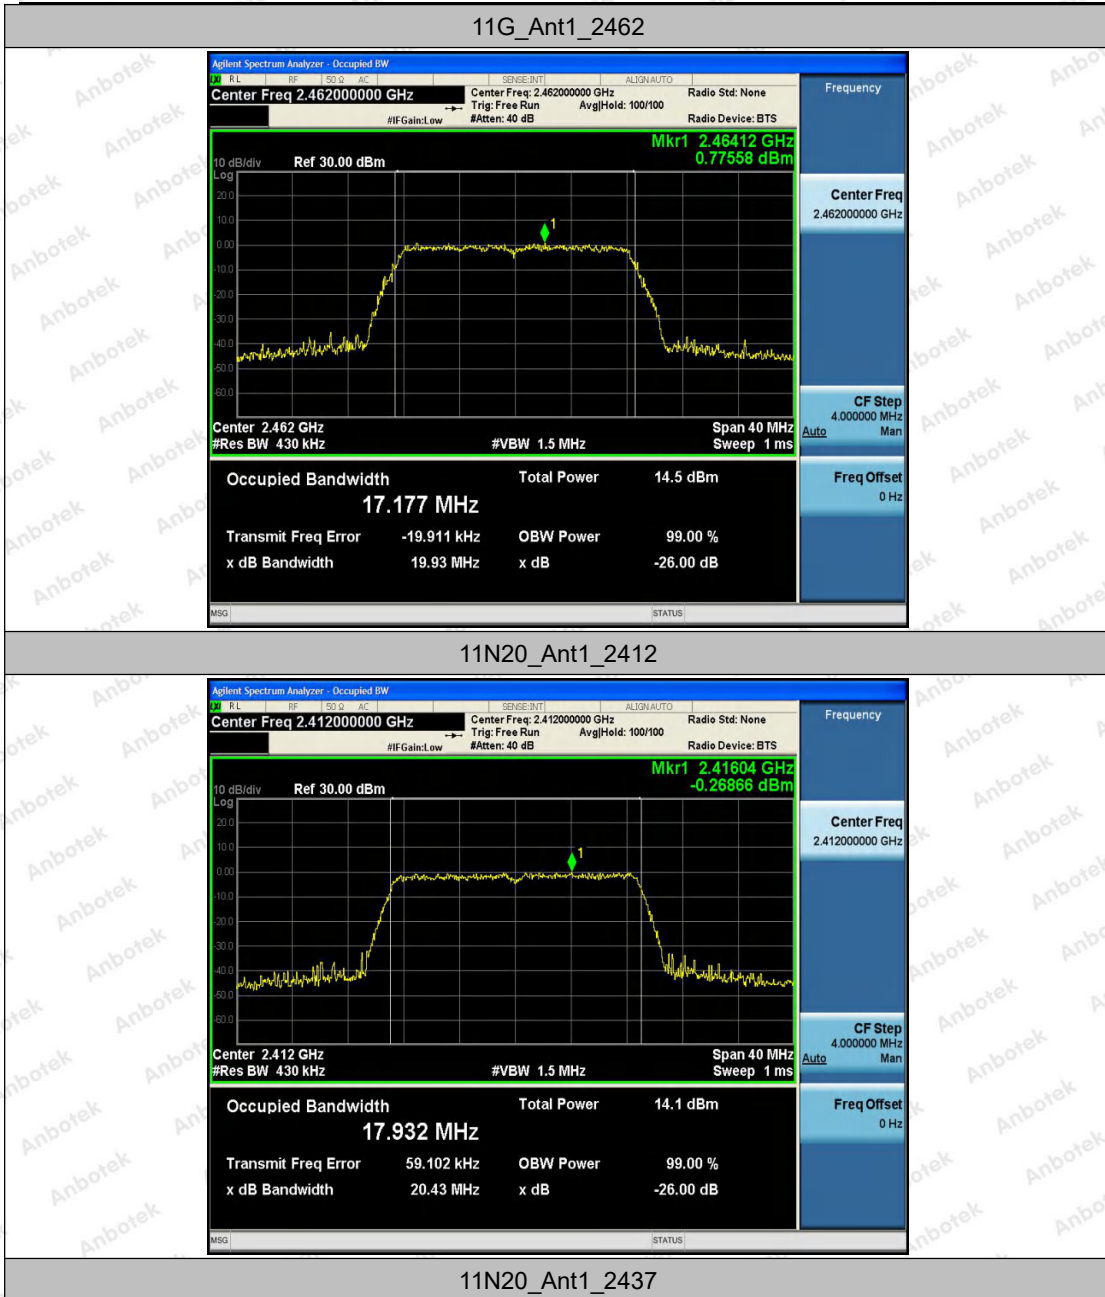 11G_Ant1_2462
Agilent Spectrum Analyzer - Occupied BW
RL RF 50 Ω AC SENSE:INT ALIGN AUTO
Center Freq 2.462000000 GHz
Center Freq: 2.462000000 GHz Radio Std: None
Trig: Free Run Avg|Hold: 100/100
#IFGain:Low #Atten: 40 dB Radio Device: BTS
Mkr1 2.46412 GHz
0.77558 dBm
10 dB/div Ref 30.00 dBm
Log
20.0
10.0
0.00
-10.0
-20.0
-30.0
-40.0
-50.0
-60.0
Center 2.462 GHz Span 40 MHz
#Res BW 430 kHz #VBW 1.5 MHz Sweep 1 ms
Occupied Bandwidth Total Power 14.5 dBm
17.177 MHz
Transmit Freq Error -19.911 kHz OBW Power 99.00 %
x dB Bandwidth 19.93 MHz x dB -26.00 dB
MSG STATUS
Frequency
Center Freq
2.462000000 GHz
CF Step
4.000000 MHz
Auto Man
Freq Offset
0 Hz
11N20_Ant1_2412
Agilent Spectrum Analyzer - Occupied BW
RL RF 50 Ω AC SENSE:INT ALIGN AUTO
Center Freq 2.412000000 GHz
Center Freq: 2.412000000 GHz Radio Std: None
Trig: Free Run Avg|Hold: 100/100
#IFGain:Low #Atten: 40 dB Radio Device: BTS
Mkr1 2.41604 GHz
-0.26866 dBm
10 dB/div Ref 30.00 dBm
Log
20.0
10.0
0.00
-10.0
-20.0
-30.0
-40.0
-50.0
-60.0
Center 2.412 GHz Span 40 MHz
#Res BW 430 kHz #VBW 1.5 MHz Sweep 1 ms
Occupied Bandwidth Total Power 14.1 dBm
17.932 MHz
Transmit Freq Error 59.102 kHz OBW Power 99.00 %
x dB Bandwidth 20.43 MHz x dB -26.00 dB
MSG STATUS
Frequency
Center Freq
2.412000000 GHz
CF Step
4.000000 MHz
Auto Man
Freq Offset
0 Hz
11N20_Ant1_2437
Anbotek